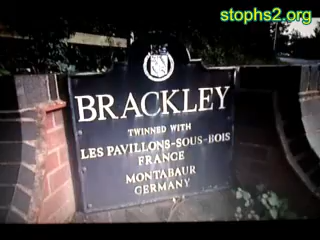 stophs2.org
BRACKLEY
TWINNED WITH
LES PAVILLONS-SOUS-BOIS
FRANCE
MONTABAUR
GERMANY